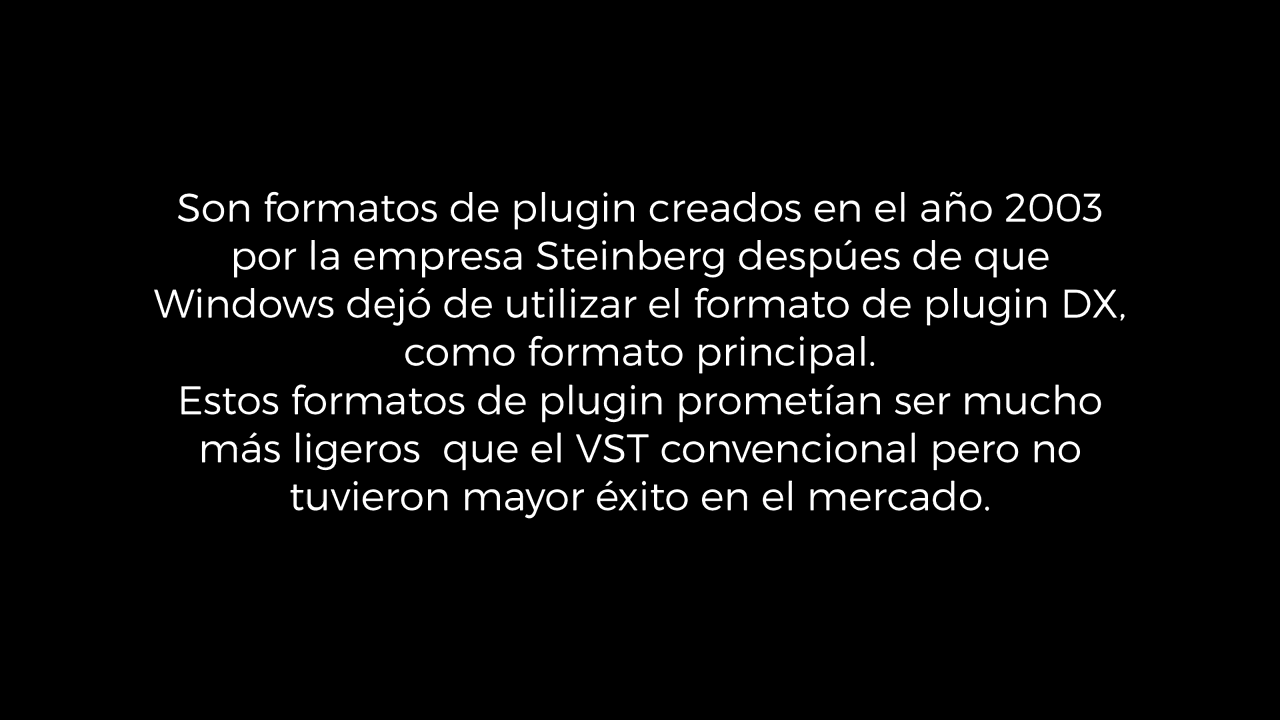 Son formatos de plugin creados en el año 2003
por la empresa Steinberg despúes de que
Windows dejó de utilizar el formato de plugin DX,
como formato principal.
Estos formatos de plugin prometían ser mucho
más ligeros  que el VST convencional pero no
tuvieron mayor éxito en el mercado.